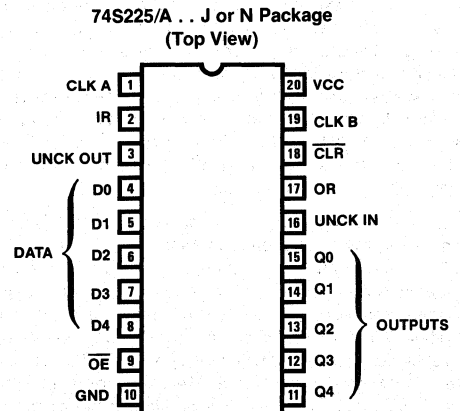 74S225/A . . J or N Package
(Top View)
CLK A 1 20 VCC
IR 2 19 CLK B
UNCK OUT 3 18 C̅L̅R̅
D0 4 17 OR
D1 5 16 UNCK IN
DATA D2 6 15 Q0
D3 7 14 Q1
D4 8 13 Q2 OUTPUTS
O̅E̅ 9 12 Q3
GND 10 11 Q4